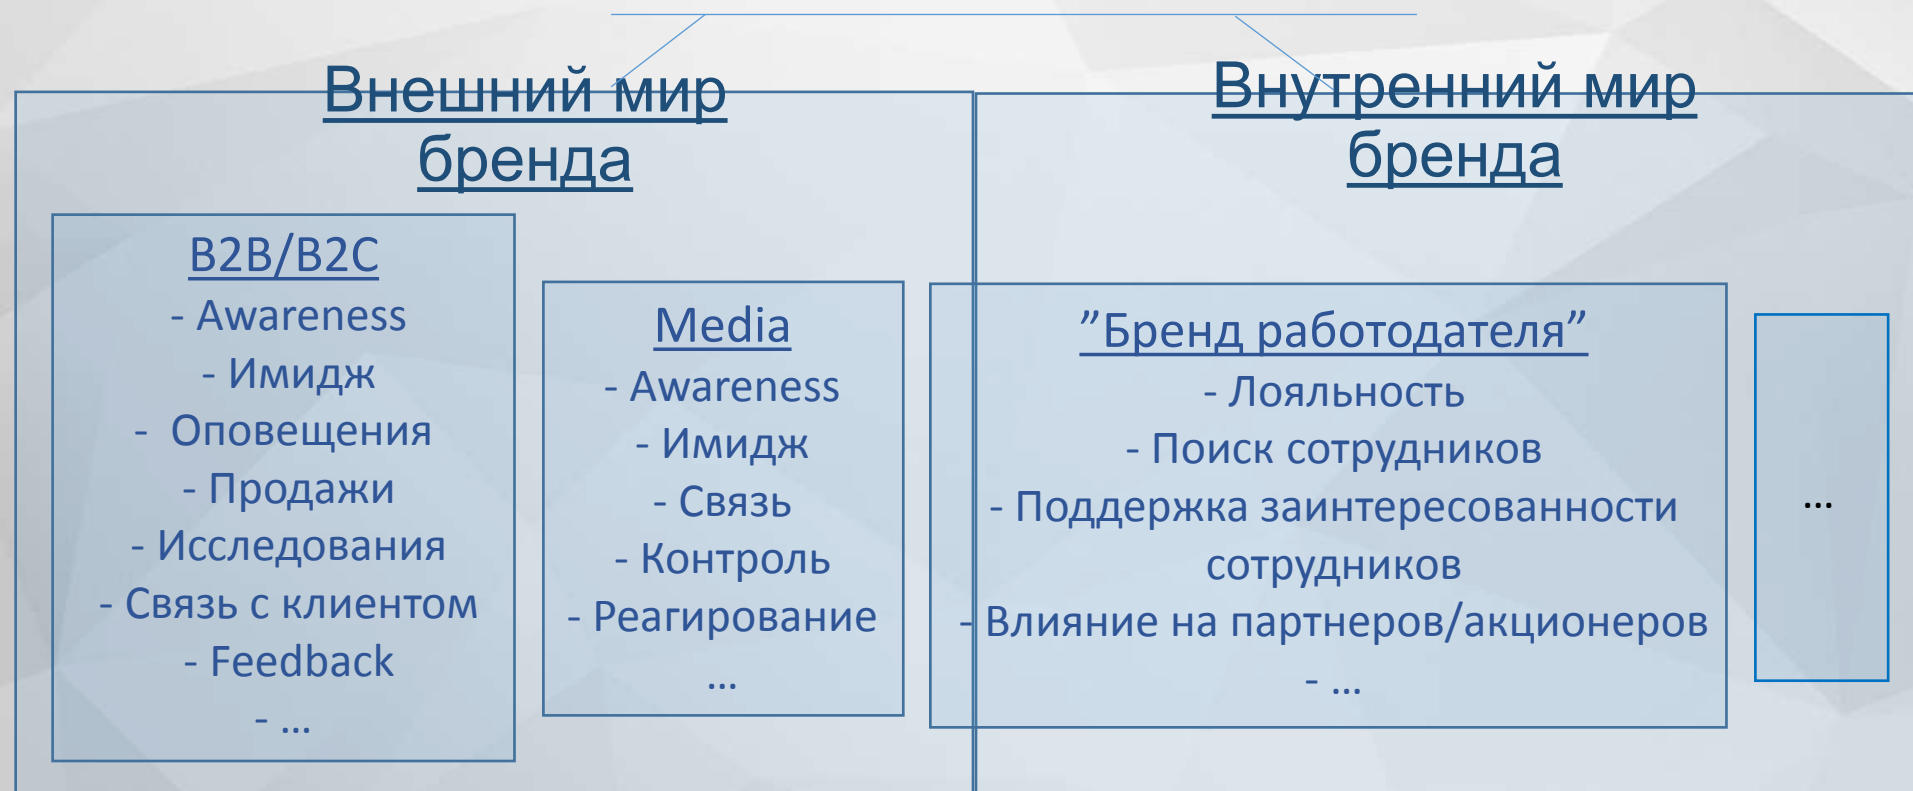 Внешний мир
бренда
B2B/B2C
- Awareness
- Имидж
- Оповещения
- Продажи
- Исследования
- Связь с клиентом
- Feedback
- ...
Media
- Awareness
- Имидж
- Связь
- Контроль
- Реагирование
...
Внутренний мир
бренда
”Бренд работодателя”
- Лояльность
- Поиск сотрудников
- Поддержка заинтересованности
сотрудников
- Влияние на партнеров/акционеров
- ...
...